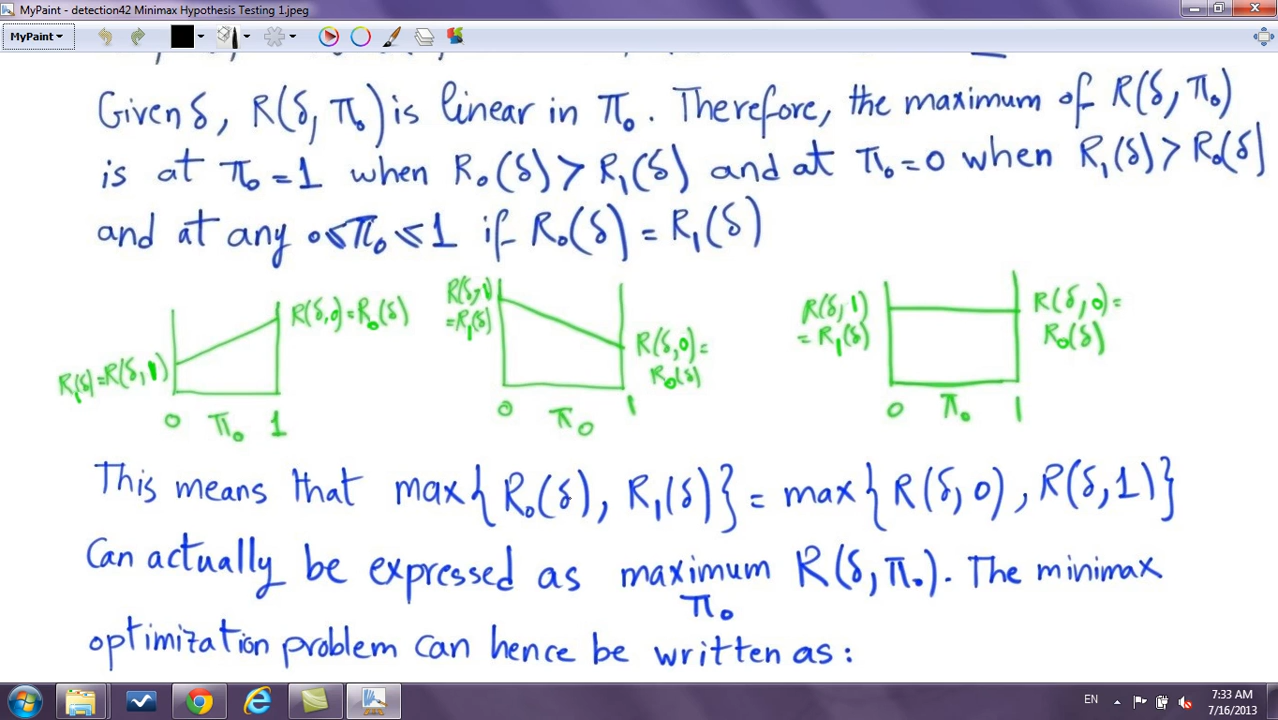 MyPaint - detection42 Minimax Hypothesis Testing 1.jpeg
MyPaint
Given δ, R(δ, π₀) is linear in π₀. Therefore, the maximum of R(δ, π₀)
is at π₀=1 when R₀(δ) > R₁(δ) and at π₀=0 when R₁(δ) > R₀(δ)
and at any 0≤π₀≤1 if R₀(δ) = R₁(δ)
R₁(δ)=R(δ,1)
R(δ,0)=R₀(δ)
0 π₀ 1
R(δ,1)
=R₁(δ)
R(δ,0)=
R₀(δ)
0 π₀ 1
R(δ,1)
= R₁(δ)
R(δ,0)=
R₀(δ)
0 π₀ 1
This means that max{R₀(δ), R₁(δ)} = max{R(δ,0), R(δ,1)}
Can actually be expressed as maximum R(δ,π₀). The minimax
π₀
optimization problem can hence be written as:
EN
7:33 AM
7/16/2013